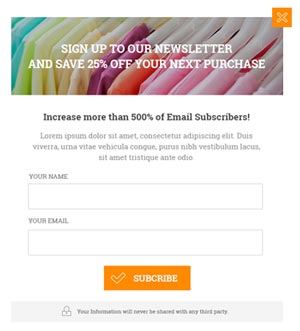 SIGN UP TO OUR NEWSLETTER
AND SAVE 25% OFF YOUR NEXT PURCHASE
Increase more than 500% of Email Subscribers!
Lorem ipsum dolor sit amet, consectetur adipiscing elit. Duis
viverra, urna vitae vehicula congue, purus nibh vestibulum lacus,
sit amet tristique ante odio
YOUR NAME
YOUR EMAIL
SUBCRIBE
Your Information will never be shared with any third party.